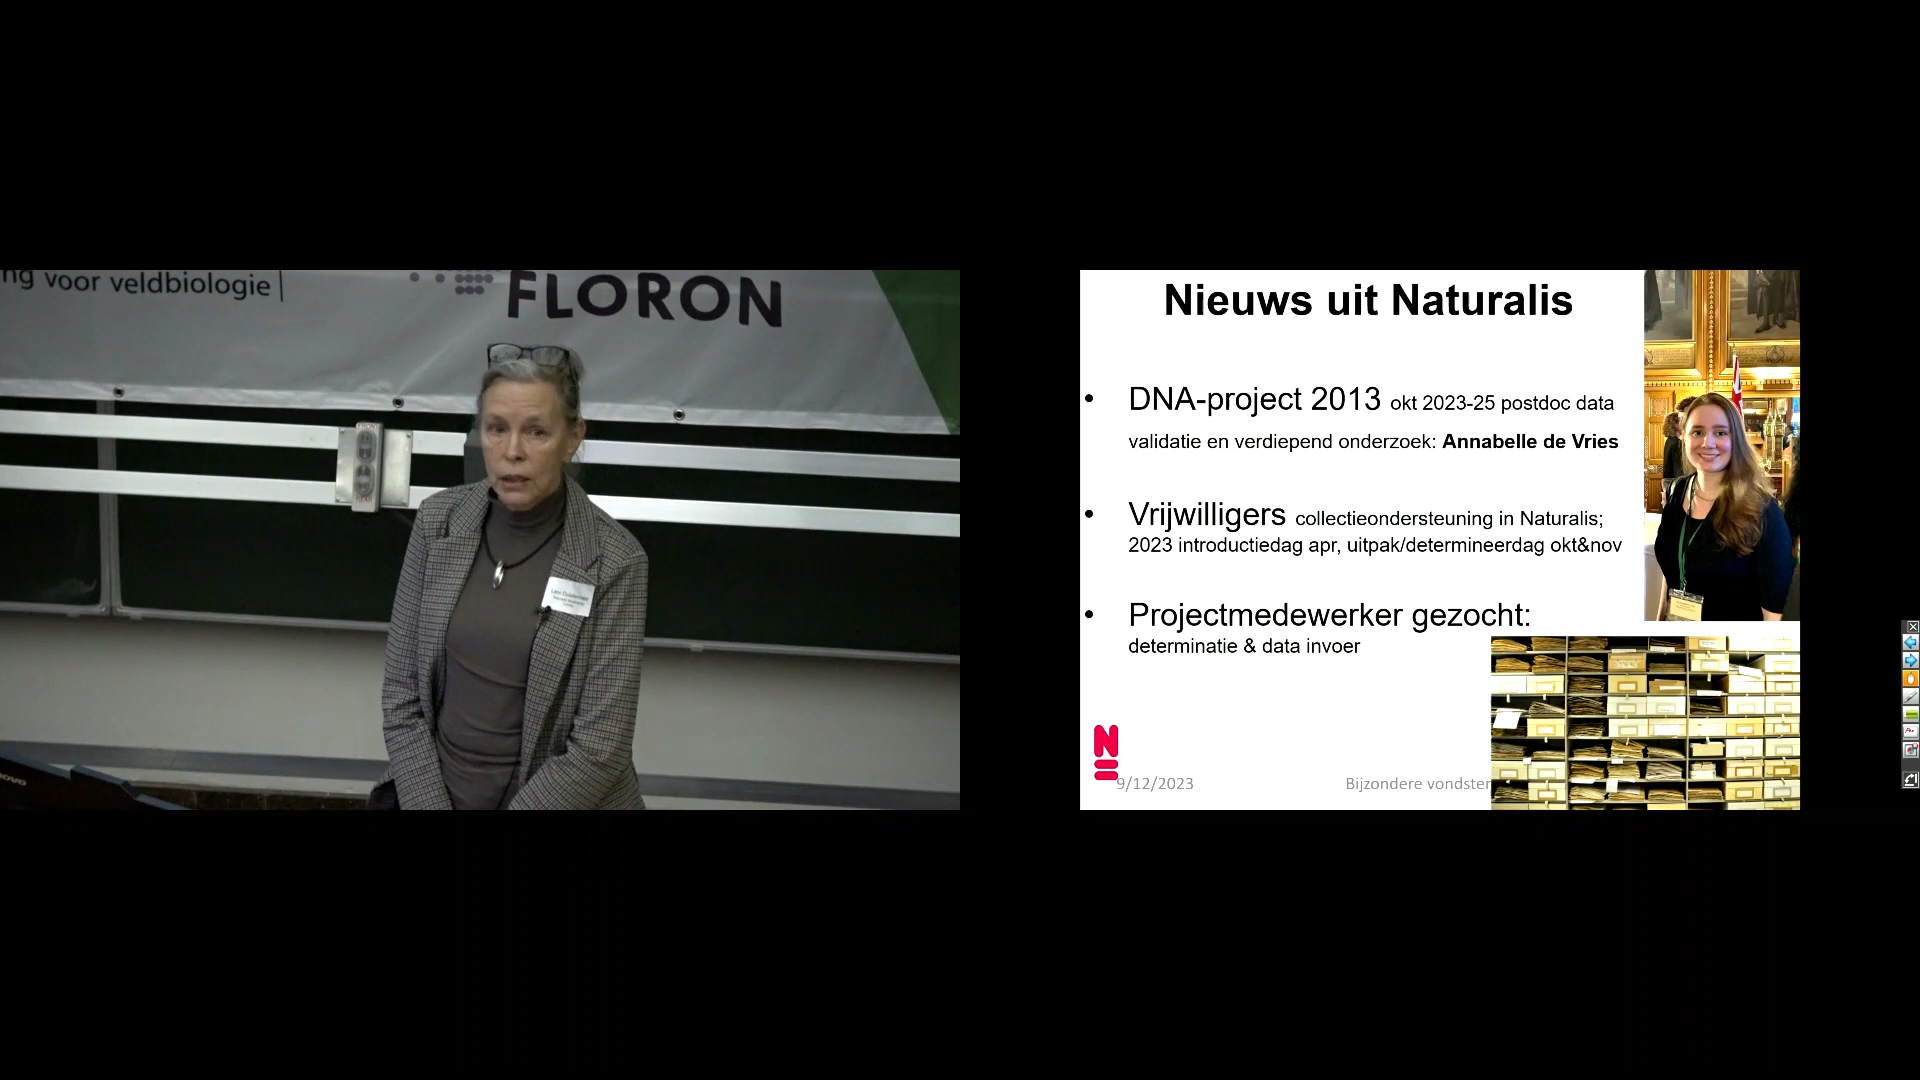 ng voor veldbiologie
FLORON
Nieuws uit Naturalis
• DNA-project 2013 okt 2023-25 postdoc data
validatie en verdiepend onderzoek: Annabelle de Vries
• Vrijwilligers collectieondersteuning in Naturalis;
2023 introductiedag apr, uitpak/determineerdag okt&nov
• Projectmedewerker gezocht:
determinatie & data invoer
N
9/12/2023
Bijzondere vondster